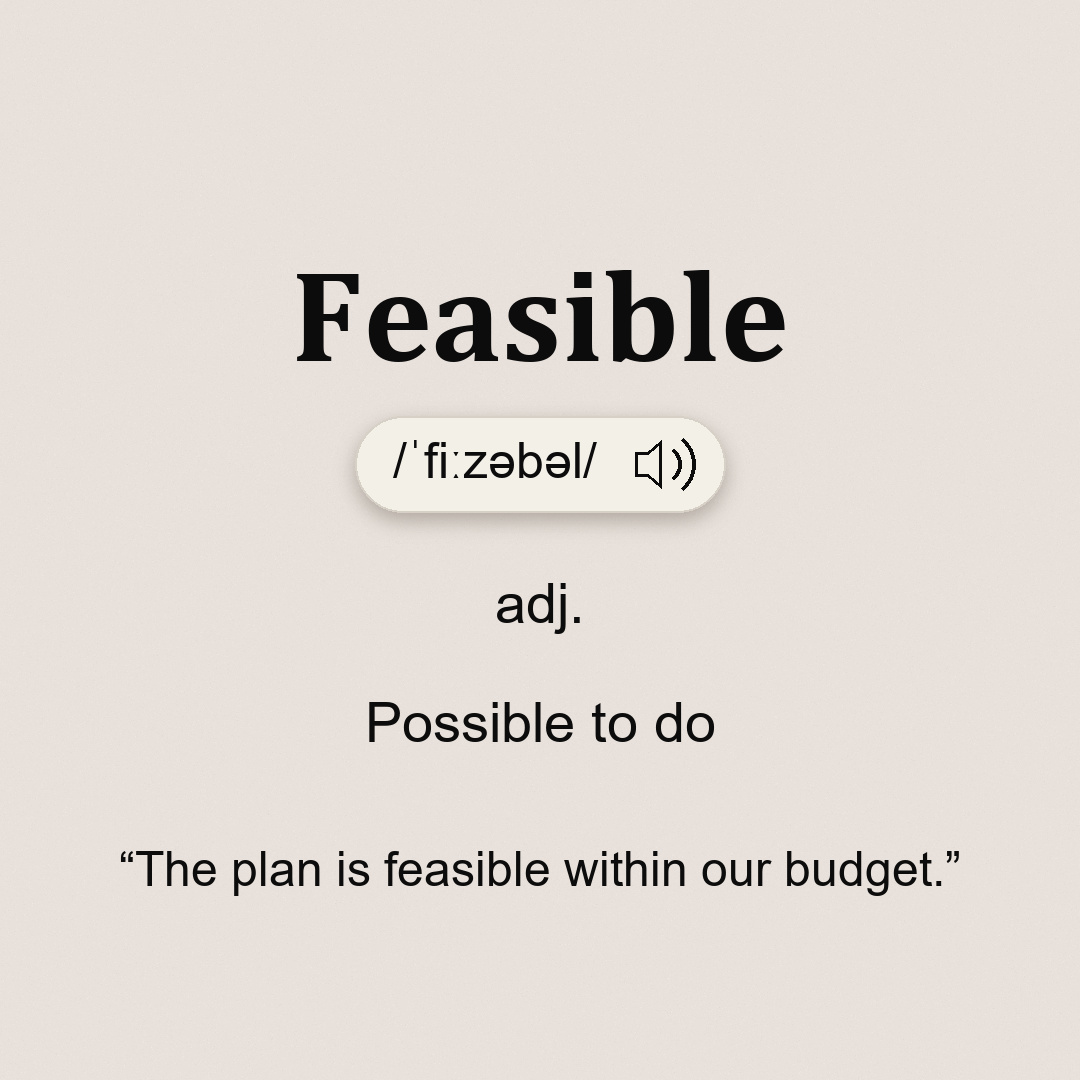 Feasible
/ˈfiːzəbəl/
adj.
Possible to do
“The plan is feasible within our budget.”